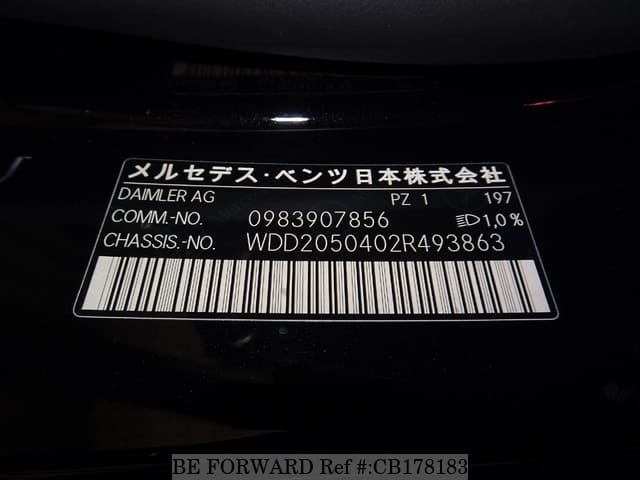 メルセデス・ベンツ日本株式会社
DAIMLER AG PZ 1 197
COMM.-NO. 0983907856 1,0%
CHASSIS.-NO. WDD2050402R493863
BE FORWARD Ref #:CB178183